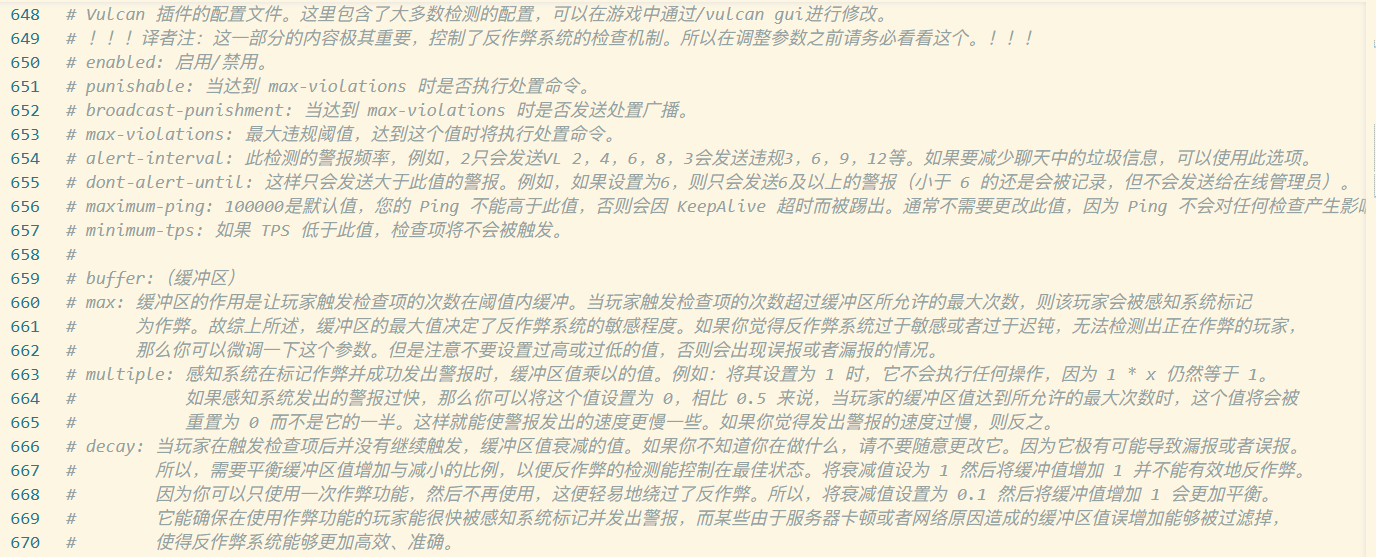 648 # Vulcan 插件的配置文件。这里包含了大多数检测的配置，可以在游戏中通过/vulcan gui进行修改。
649 # ！！！译者注：这一部分的内容极其重要，控制了反作弊系统的检查机制。所以在调整参数之前请务必看看这个。！！！
650 # enabled: 启用/禁用。
651 # punishable: 当达到 max-violations 时是否执行处置命令。
652 # broadcast-punishment: 当达到 max-violations 时是否发送处置广播。
653 # max-violations: 最大违规阈值，达到这个值时将执行处置命令。
654 # alert-interval: 此检测的警报频率，例如，2只会发送VL 2，4，6，8，3会发送违规3，6，9，12等。如果要减少聊天中的垃圾信息，可以使用此选项。
655 # dont-alert-until: 这样只会发送大于此值的警报。例如，如果设置为6，则只会发送6及以上的警报（小于 6 的还是会被记录，但不会发送给在线管理员）。
656 # maximum-ping: 100000是默认值，您的 Ping 不能高于此值，否则会因 KeepAlive 超时而被踢出。通常不需要更改此值，因为 Ping 不会对任何检查产生影
657 # minimum-tps: 如果 TPS 低于此值，检查项将不会被触发。
658 #
659 # buffer:（缓冲区）
660 # max: 缓冲区的作用是让玩家触发检查项的次数在阈值内缓冲。当玩家触发检查项的次数超过缓冲区所允许的最大次数，则该玩家会被感知系统标记
661 # 为作弊。故综上所述，缓冲区的最大值决定了反作弊系统的敏感程度。如果你觉得反作弊系统过于敏感或者过于迟钝，无法检测出正在作弊的玩家，
662 # 那么你可以微调一下这个参数。但是注意不要设置过高或过低的值，否则会出现误报或者漏报的情况。
663 # multiple: 感知系统在标记作弊并成功发出警报时，缓冲区值乘以的值。例如：将其设置为 1 时，它不会执行任何操作，因为 1 * x 仍然等于 1。
664 # 如果感知系统发出的警报过快，那么你可以将这个值设置为 0，相比 0.5 来说，当玩家的缓冲区值达到所允许的最大次数时，这个值将会被
665 # 重置为 0 而不是它的一半。这样就能使警报发出的速度更慢一些。如果你觉得发出警报的速度过慢，则反之。
666 # decay: 当玩家在触发检查项后并没有继续触发，缓冲区值衰减的值。如果你不知道你在做什么，请不要随意更改它。因为它极有可能导致漏报或者误报。
667 # 所以，需要平衡缓冲区值增加与减小的比例，以便反作弊的检测能控制在最佳状态。将衰减值设为 1 然后将缓冲值增加 1 并不能有效地反作弊。
668 # 因为你可以只使用一次作弊功能，然后不再使用，这便轻易地绕过了反作弊。所以，将衰减值设置为 0.1 然后将缓冲值增加 1 会更加平衡。
669 # 它能确保在使用作弊功能的玩家能很快被感知系统标记并发出警报，而某些由于服务器卡顿或者网络原因造成的缓冲区值误增加能够被过滤掉，
670 # 使得反作弊系统能够更加高效、准确。